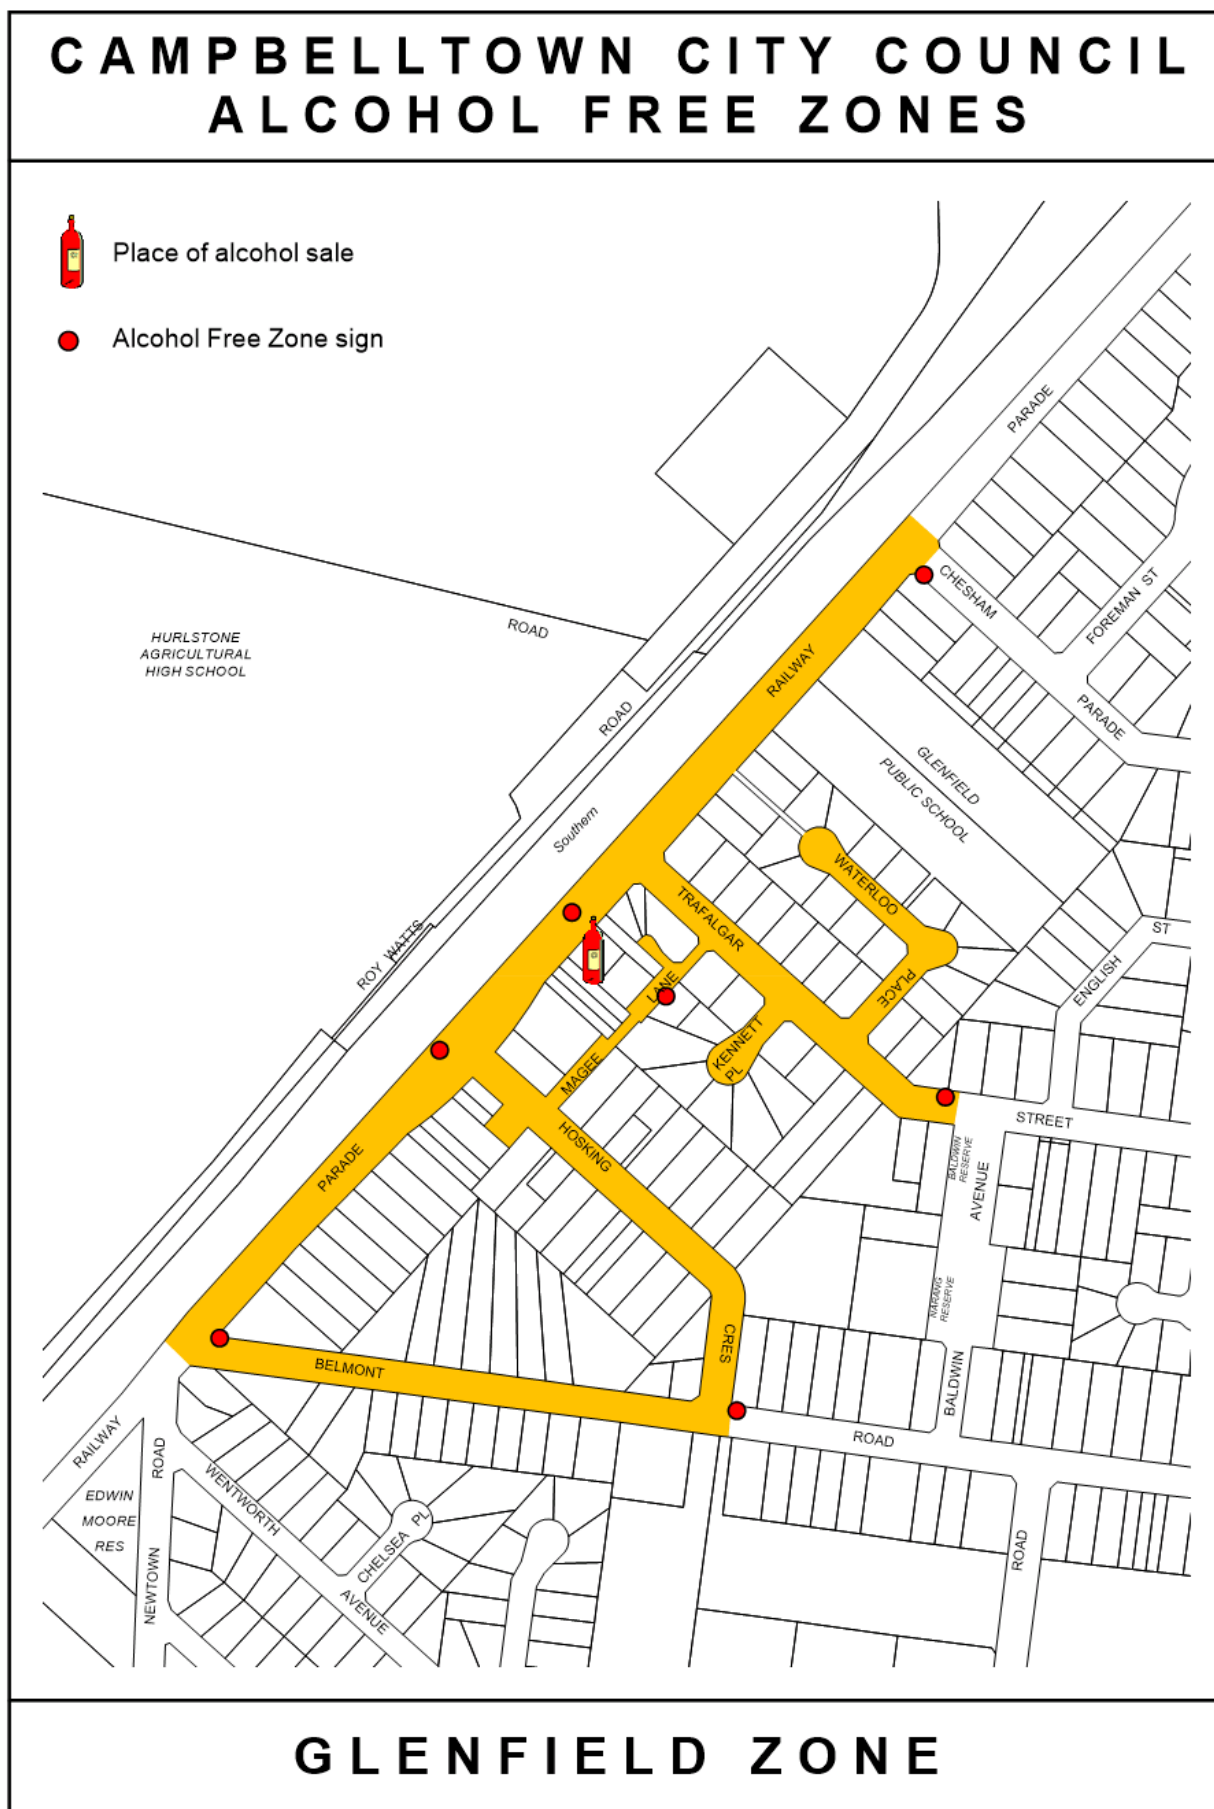 CAMPBELLTOWN CITY COUNCIL
ALCOHOL FREE ZONES
Place of alcohol sale
Alcohol Free Zone sign
PARADE
CHESHAM
FOREMAN ST
ROAD
HURLSTONE
AGRICULTURAL
HIGH SCHOOL
RAILWAY
ROAD
PARADE
GLENFIELD
PUBLIC SCHOOL
Southern
WATERLOO
TRAFALGAR
ROY WATTS
ST
ENGLISH
PLACE
LANE
KENNETT
PL
MAGEE
STREET
HOSKING
PARADE
BALDWIN
RESERVE
AVENUE
NARANG
RESERVE
CRES
BELMONT
BALDWIN
RAILWAY
ROAD
ROAD
WENTWORTH
EDWIN
MOORE
RES
CHELSEA PL
ROAD
NEWTOWN
AVENUE
GLENFIELD ZONE